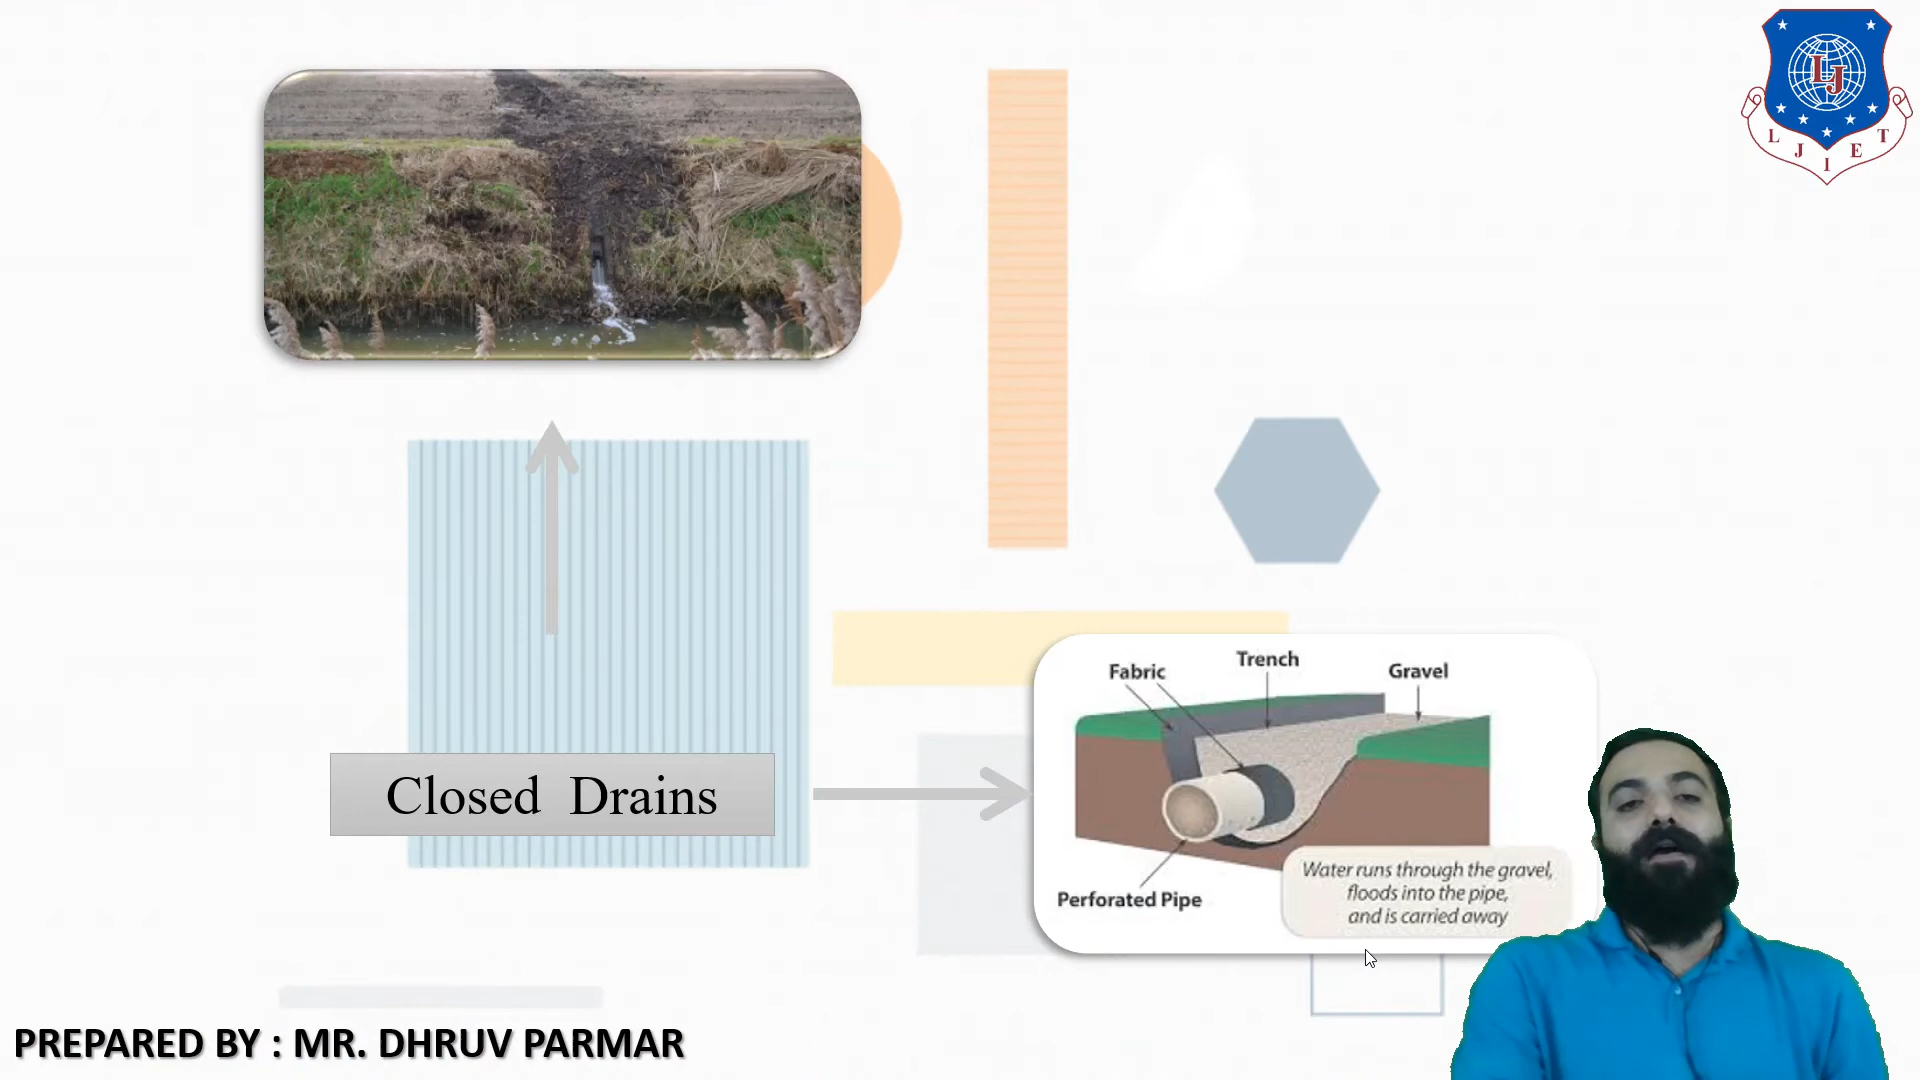 LJ
L J I E T
Fabric
Trench
Gravel
Closed Drains
Perforated Pipe
Water runs through the gravel,
floods into the pipe,
and is carried away
PREPARED BY : MR. DHRUV PARMAR